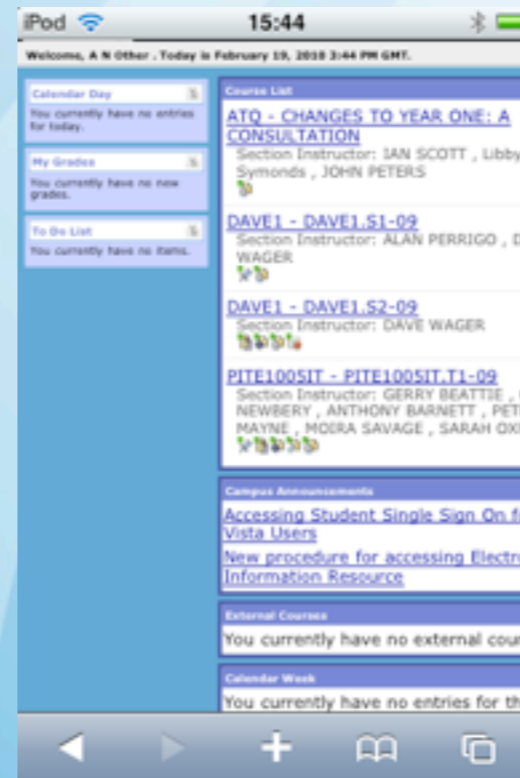 iPod 15:44
Welcome, A N Other . Today is February 19, 2010 3:44 PM GMT.
Calendar Day
You currently have no entries
for today.
My Grades
You currently have no new
grades.
To Do List
You currently have no items.
Course List
ATQ - CHANGES TO YEAR ONE: A
CONSULTATION
Section Instructor: IAN SCOTT , Libby
Symonds , JOHN PETERS
DAVE1 - DAVE1.S1-09
Section Instructor: ALAN PERRIGO , D
WAGER
DAVE1 - DAVE1.S2-09
Section Instructor: DAVE WAGER
PITE1005IT - PITE1005IT.T1-09
Section Instructor: GERRY BEATTIE ,
NEWBERY , ANTHONY BARNETT , PET
MAYNE , MOIRA SAVAGE , SARAH OX
Campus Announcements
Accessing Student Single Sign On f
Vista Users
New procedure for accessing Electr
Information Resource
External Courses
You currently have no external cour
Calendar Week
You currently have no entries for th